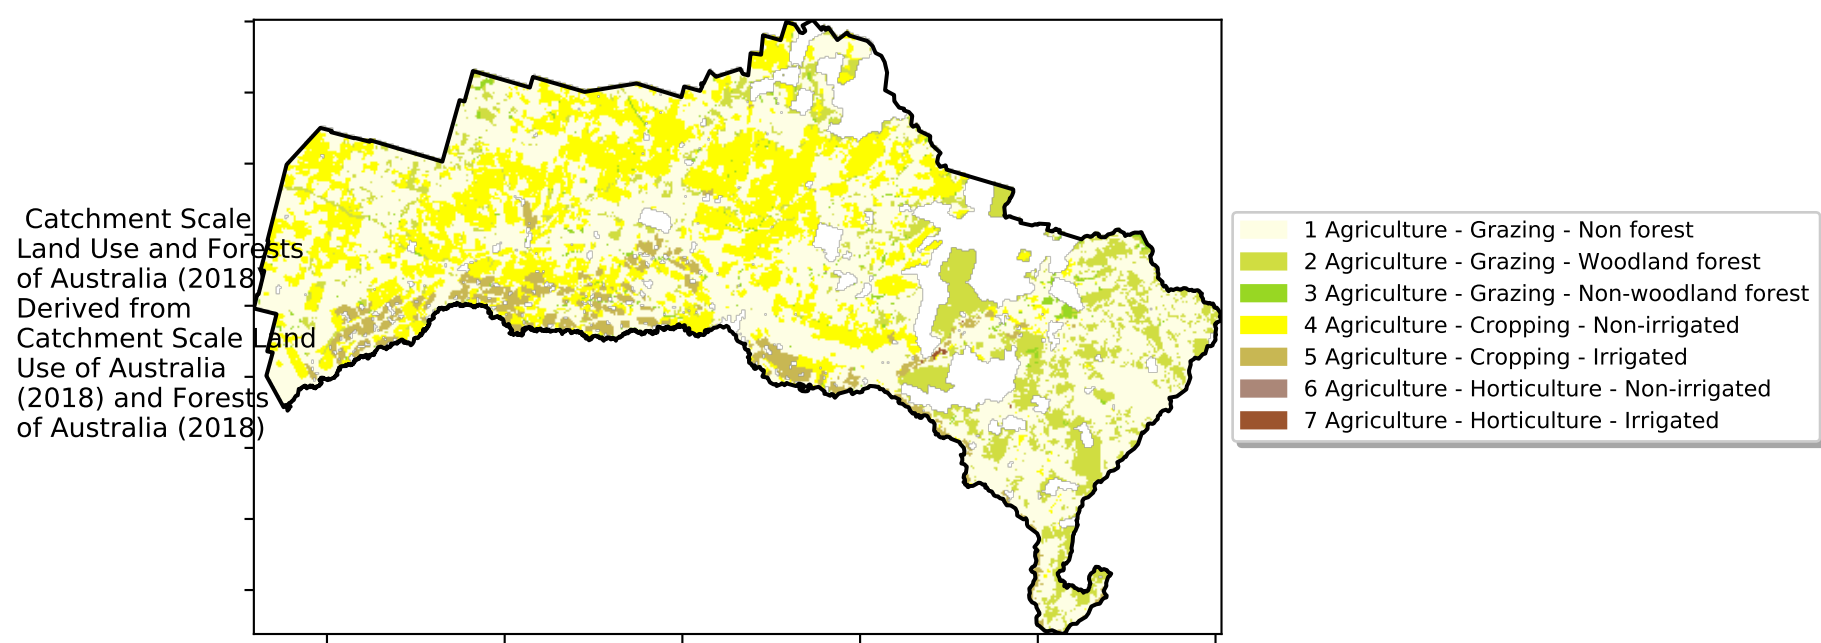 Catchment Scale
Land Use and Forests
of Australia (2018)
Derived from
Catchment Scale Land
Use of Australia
(2018) and Forests
of Australia (2018)
1 Agriculture - Grazing - Non forest
2 Agriculture - Grazing - Woodland forest
3 Agriculture - Grazing - Non-woodland forest
4 Agriculture - Cropping - Non-irrigated
5 Agriculture - Cropping - Irrigated
6 Agriculture - Horticulture - Non-irrigated
7 Agriculture - Horticulture - Irrigated